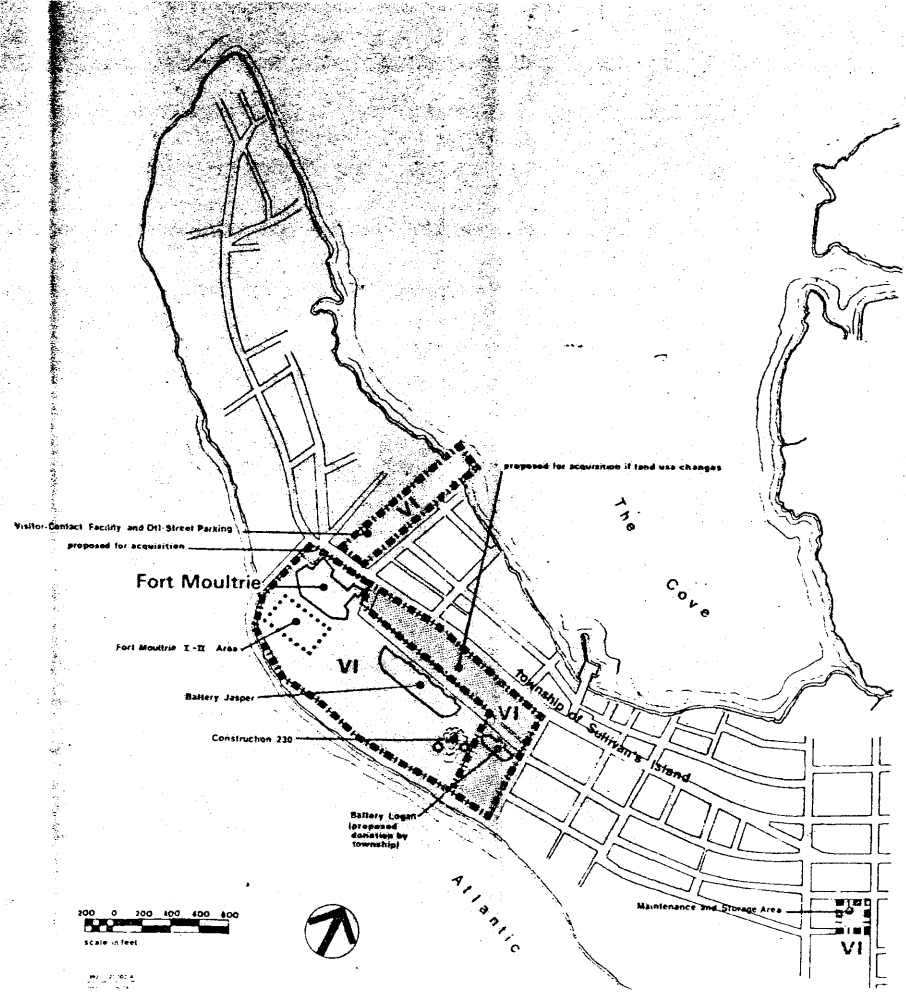 proposed for acquisition if land use changes
VI
The
Cove
Visitor-Contact Facility and Off-Street Parking
proposed for acquisition
Fort Moultrie
Fort Moultrie I-II Area
VI
Battery Jasper
VI
Township of Sullivan's Island
Construction 230
Battery Logan
(proposed
donation by
township)
Atlantic
Maintenance and Storage Area
VI
200 0 200 400 600 800
scale in feet